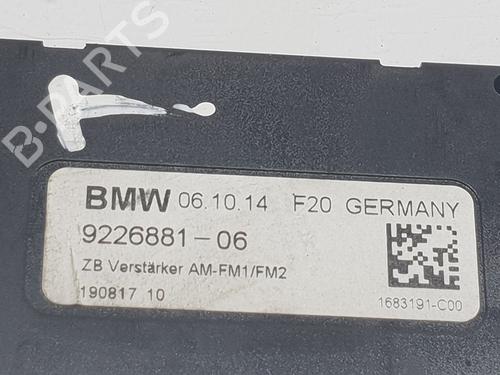 B-PARTS
BMW 06.10.14 F20 GERMANY
9226881-06
ZB Verstärker AM-FM1/FM2
190817 10
1683191-C00